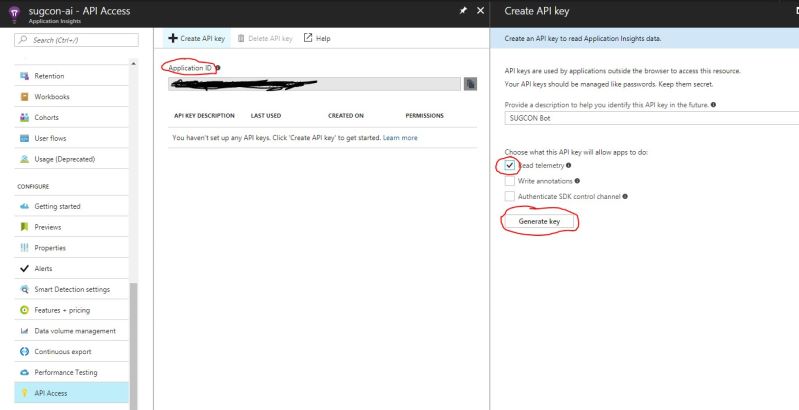 sugcon-ai - API Access
Application Insights
Search (Ctrl+/)
Retention
Workbooks
Cohorts
User flows
Usage (Deprecated)
CONFIGURE
Getting started
Previews
Properties
Alerts
Smart Detection settings
Features + pricing
Data volume management
Continuous export
Performance Testing
API Access
Create API key
Delete API key
Help
Application ID
API KEY DESCRIPTION LAST USED CREATED ON PERMISSIONS
You haven't set up any API keys. Click 'Create API key' to get started. Learn more
Create API key
Create an API key to read Application Insights data.
API keys are used by applications outside the browser to access this resource.
Your API keys should be managed like passwords. Keep them secret.
Provide a description to help you identify this API key in the future.
SUGCON Bot
Choose what this API key will allow apps to do:
Read telemetry
Write annotations
Authenticate SDK control channel
Generate key